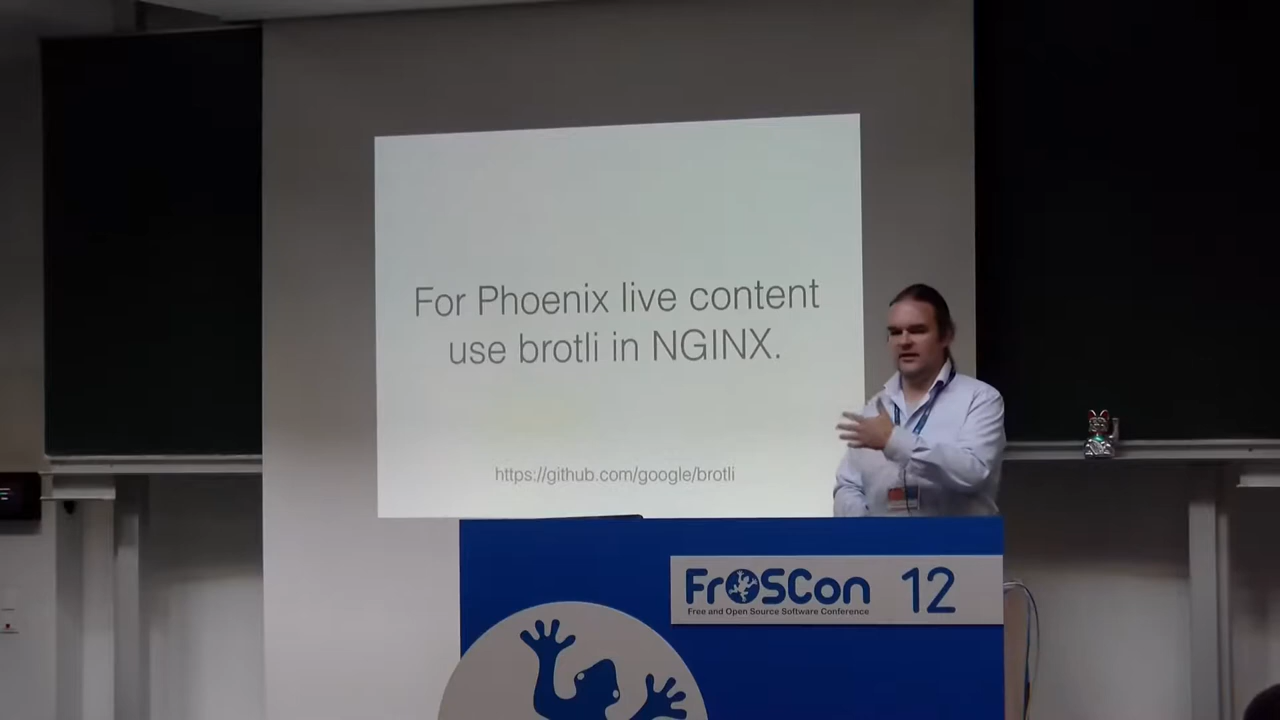 For Phoenix live content
use brotli in NGINX.
https://github.com/google/brotli
FrOSCon 12
Free and Open Source Software Conference